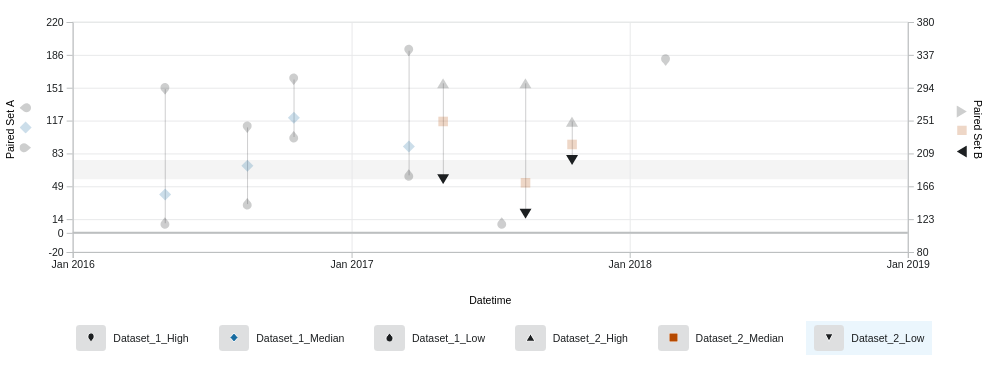 220
186
151
117
83
49
14
0
-20
Paired Set A
380
337
294
251
209
166
123
80
Paired Set B
Jan 2016
Jan 2017
Jan 2018
Jan 2019
Datetime
Dataset_1_High
Dataset_1_Median
Dataset_1_Low
Dataset_2_High
Dataset_2_Median
Dataset_2_Low